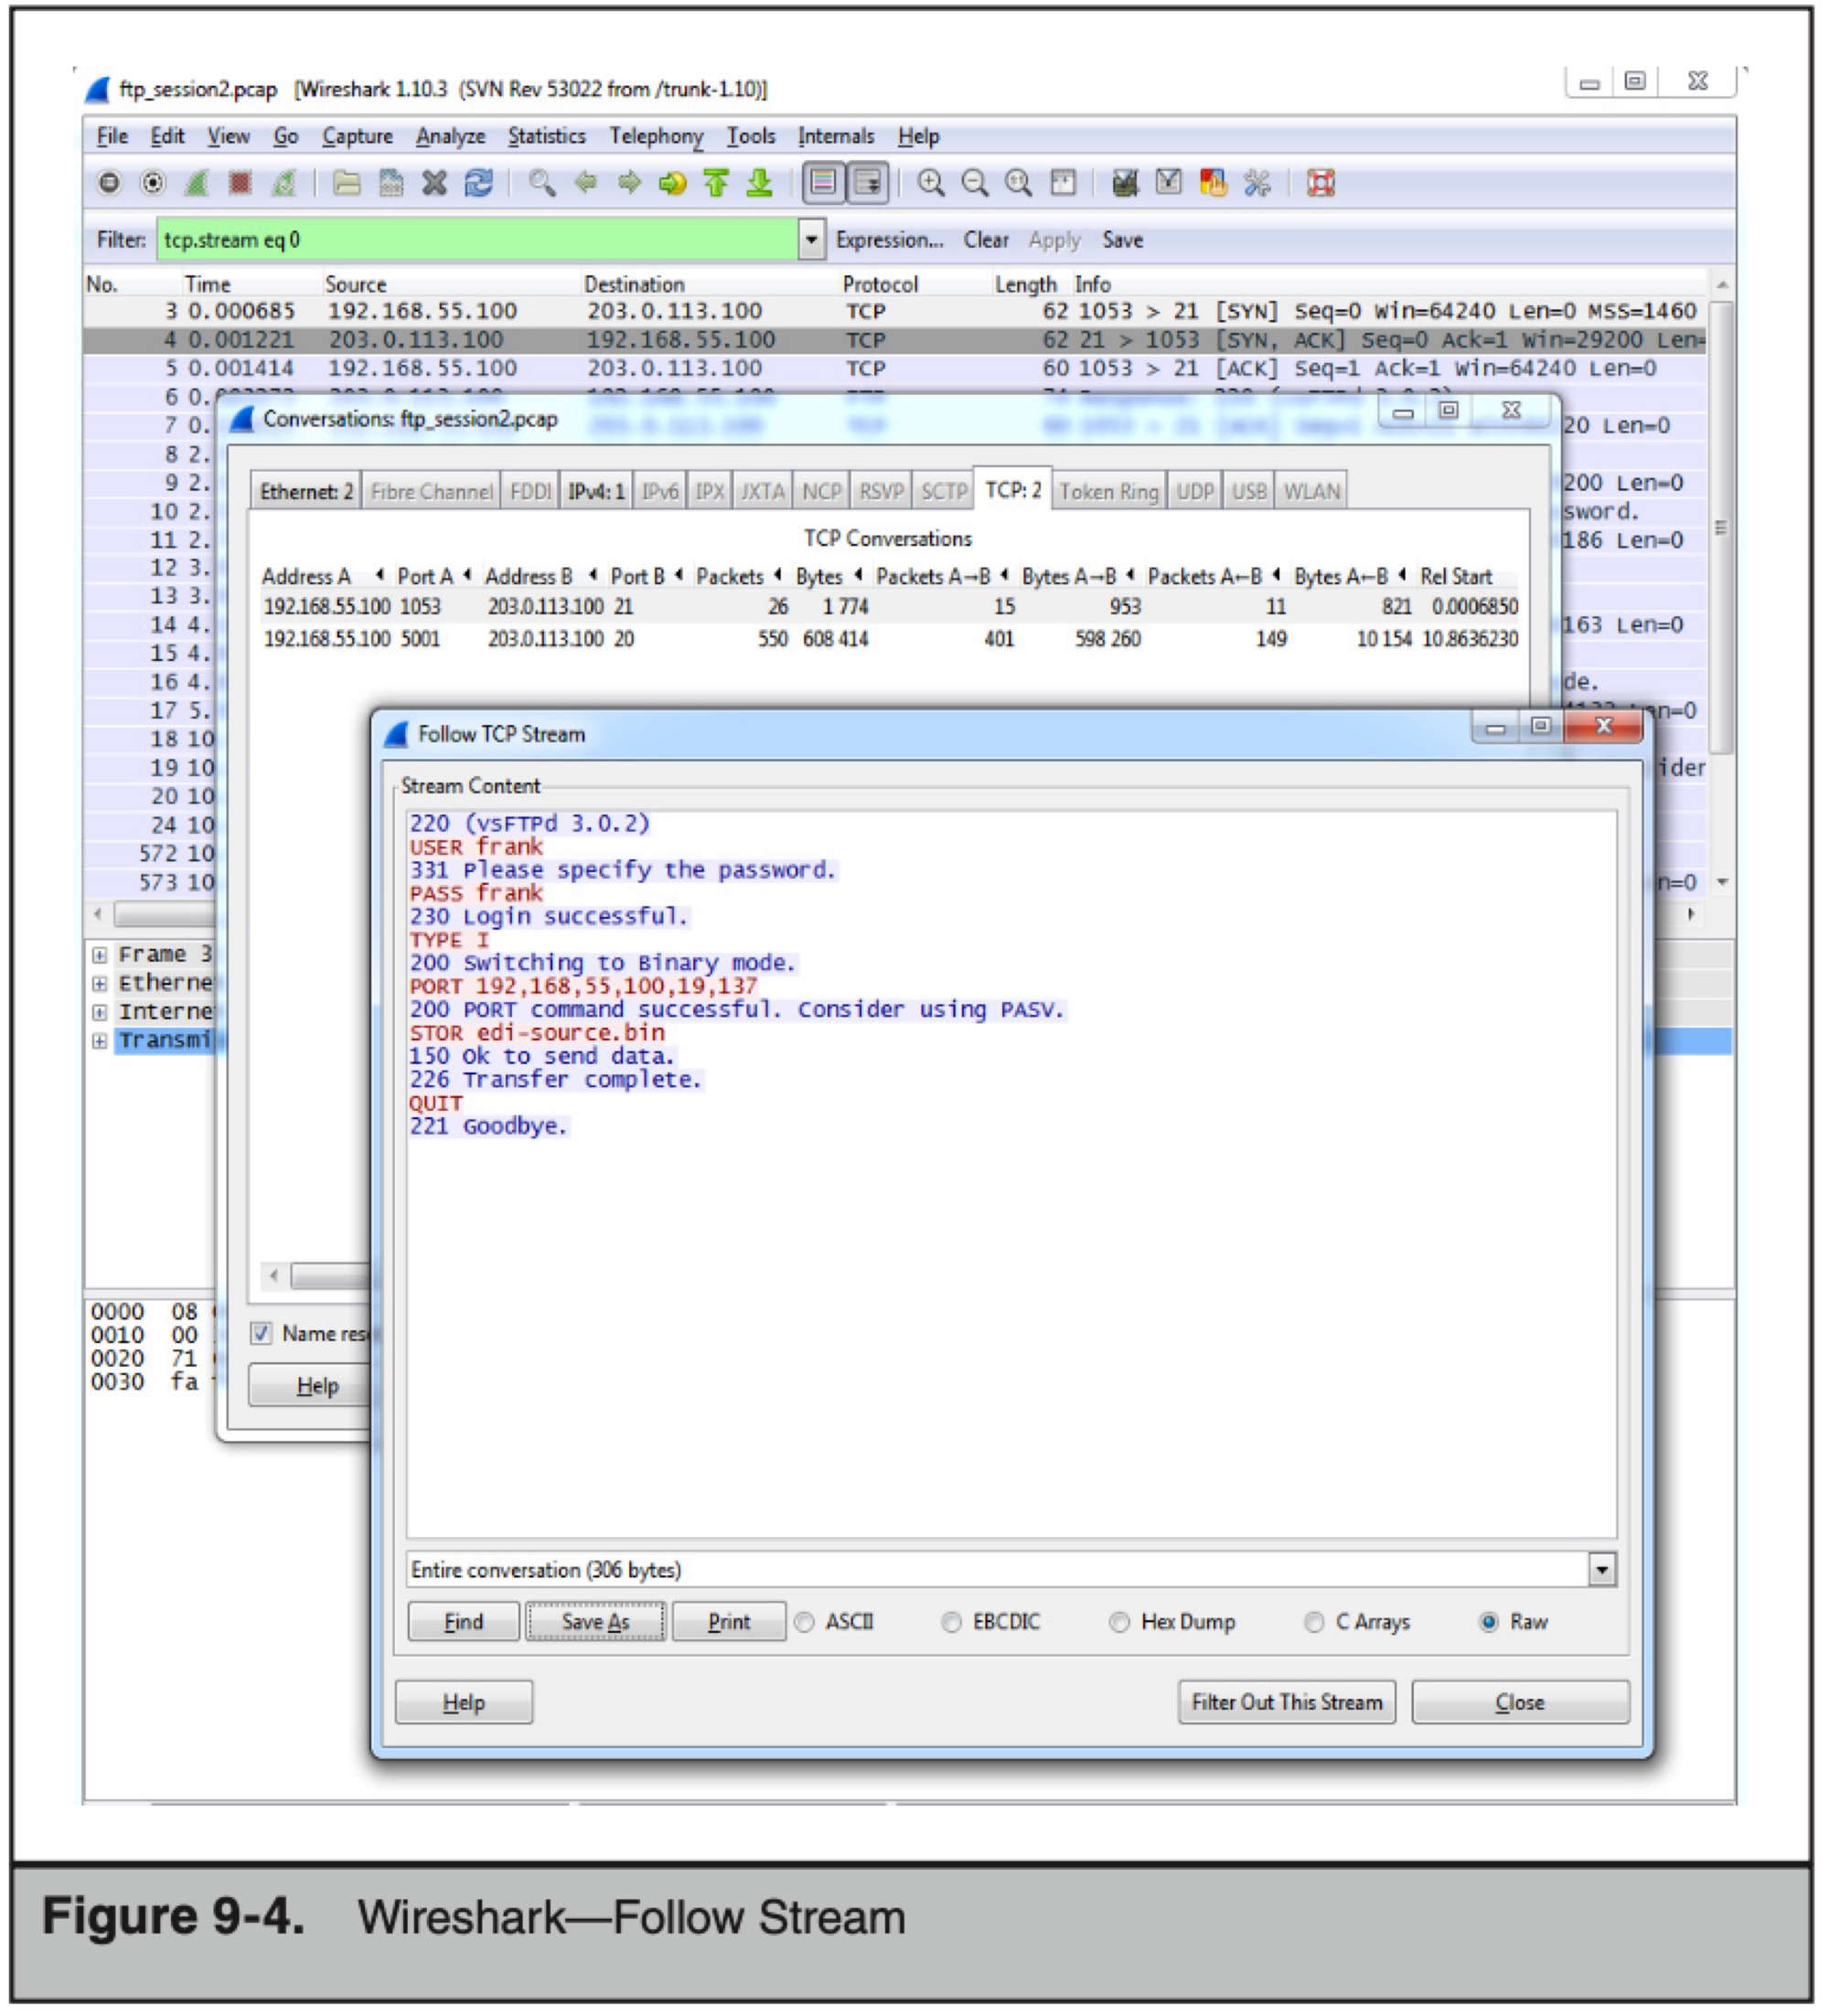 ftp_session2.pcap [Wireshark 1.10.3 (SVN Rev 53022 from /trunk-1.10)]
File Edit View Go Capture Analyze Statistics Telephony Tools Internals Help
Filter: tcp.stream eq 0 Expression... Clear Apply Save
No. Time Source Destination Protocol Length Info
3 0.000685 192.168.55.100 203.0.113.100 TCP 62 1053 > 21 [SYN] Seq=0 Win=64240 Len=0 MSS=1460
4 0.001221 203.0.113.100 192.168.55.100 TCP 62 21 > 1053 [SYN, ACK] Seq=0 Ack=1 Win=29200 Len=
5 0.001414 192.168.55.100 203.0.113.100 TCP 60 1053 > 21 [ACK] Seq=1 Ack=1 Win=64240 Len=0
6 0.
7 0. 20 Len=0
8 2.
9 2. 200 Len=0
10 2. sword.
11 2. 186 Len=0
12 3.
13 3.
14 4. 163 Len=0
15 4.
16 4. de.
17 5. n=0
18 10
19 10 ider
20 10
24 10
572 10
573 10 n=0
Conversations: ftp_session2.pcap
Ethernet: 2 Fibre Channel FDDI IPv4: 1 IPv6 IPX JXTA NCP RSVP SCTP TCP: 2 Token Ring UDP USB WLAN
TCP Conversations
Address A Port A Address B Port B Packets Bytes Packets A→B Bytes A→B Packets A←B Bytes A←B Rel Start
192.168.55.100 1053 203.0.113.100 21 26 1 774 15 953 11 821 0.0006850
192.168.55.100 5001 203.0.113.100 20 550 608 414 401 598 260 149 10 154 10.8636230
Follow TCP Stream
Stream Content
220 (vsFTPd 3.0.2)
USER frank
331 Please specify the password.
PASS frank
230 Login successful.
TYPE I
200 Switching to Binary mode.
PORT 192,168,55,100,19,137
200 PORT command successful. Consider using PASV.
STOR edi-source.bin
150 Ok to send data.
226 Transfer complete.
QUIT
221 Goodbye.
Frame 3
Etherne
Interne
Transmi
0000 08
0010 00
0020 71
0030 fa
Name res
Help
Entire conversation (306 bytes)
Find Save As Print ASCII EBCDIC Hex Dump C Arrays Raw
Help Filter Out This Stream Close
Figure 9-4. Wireshark—Follow Stream